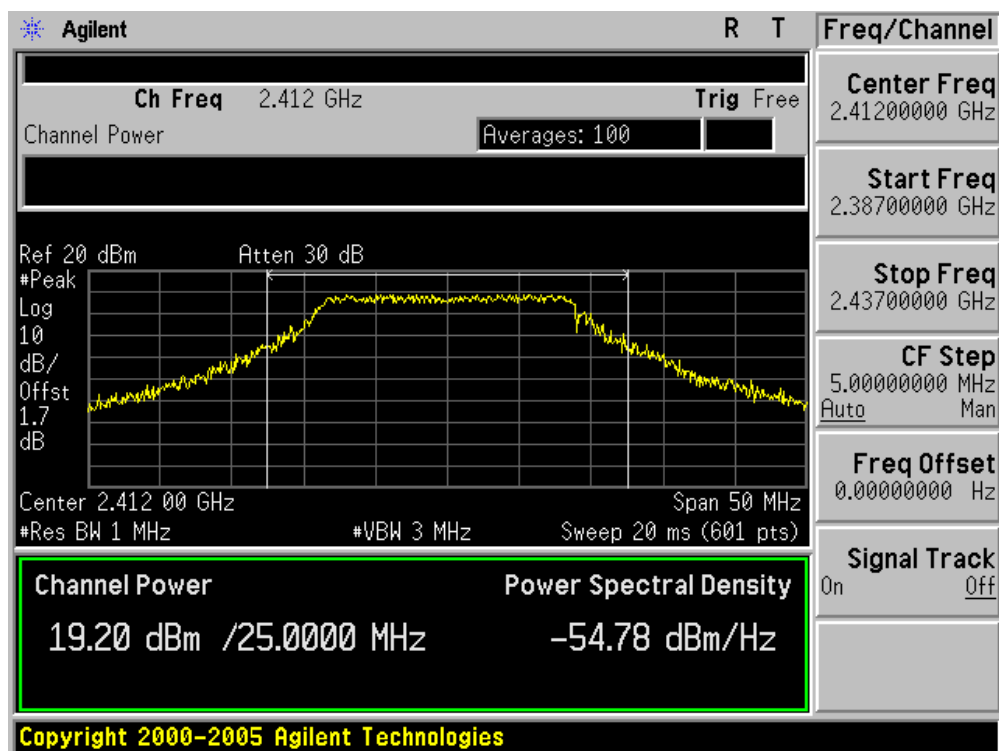 Agilent R T
Ch Freq 2.412 GHz Trig Free
Channel Power Averages: 100
Ref 20 dBm Atten 30 dB
#Peak
Log
10
dB/
Offst
1.7
dB
Center 2.412 00 GHz Span 50 MHz
#Res BW 1 MHz #VBW 3 MHz Sweep 20 ms (601 pts)
Channel Power Power Spectral Density
19.20 dBm /25.0000 MHz -54.78 dBm/Hz
Copyright 2000-2005 Agilent Technologies
Freq/Channel
Center Freq
2.41200000 GHz
Start Freq
2.38700000 GHz
Stop Freq
2.43700000 GHz
CF Step
5.00000000 MHz
Auto Man
Freq Offset
0.00000000 Hz
Signal Track
On Off